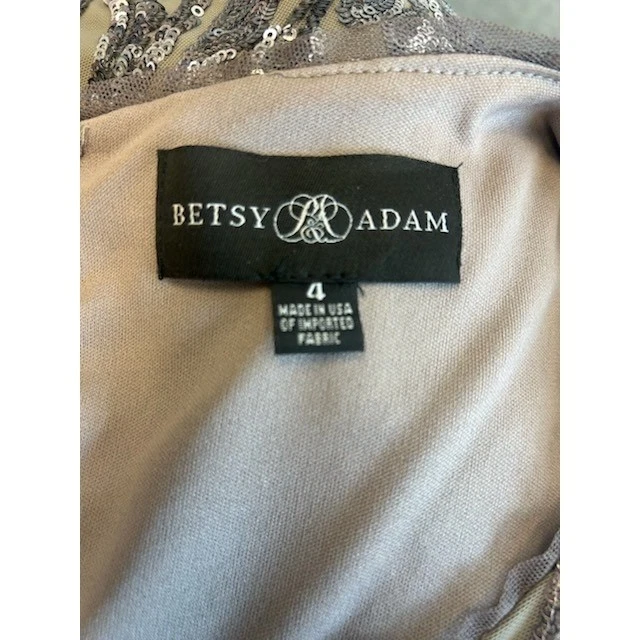 BETSY & ADAM
4
MADE IN USA
OF IMPORTED
FABRIC